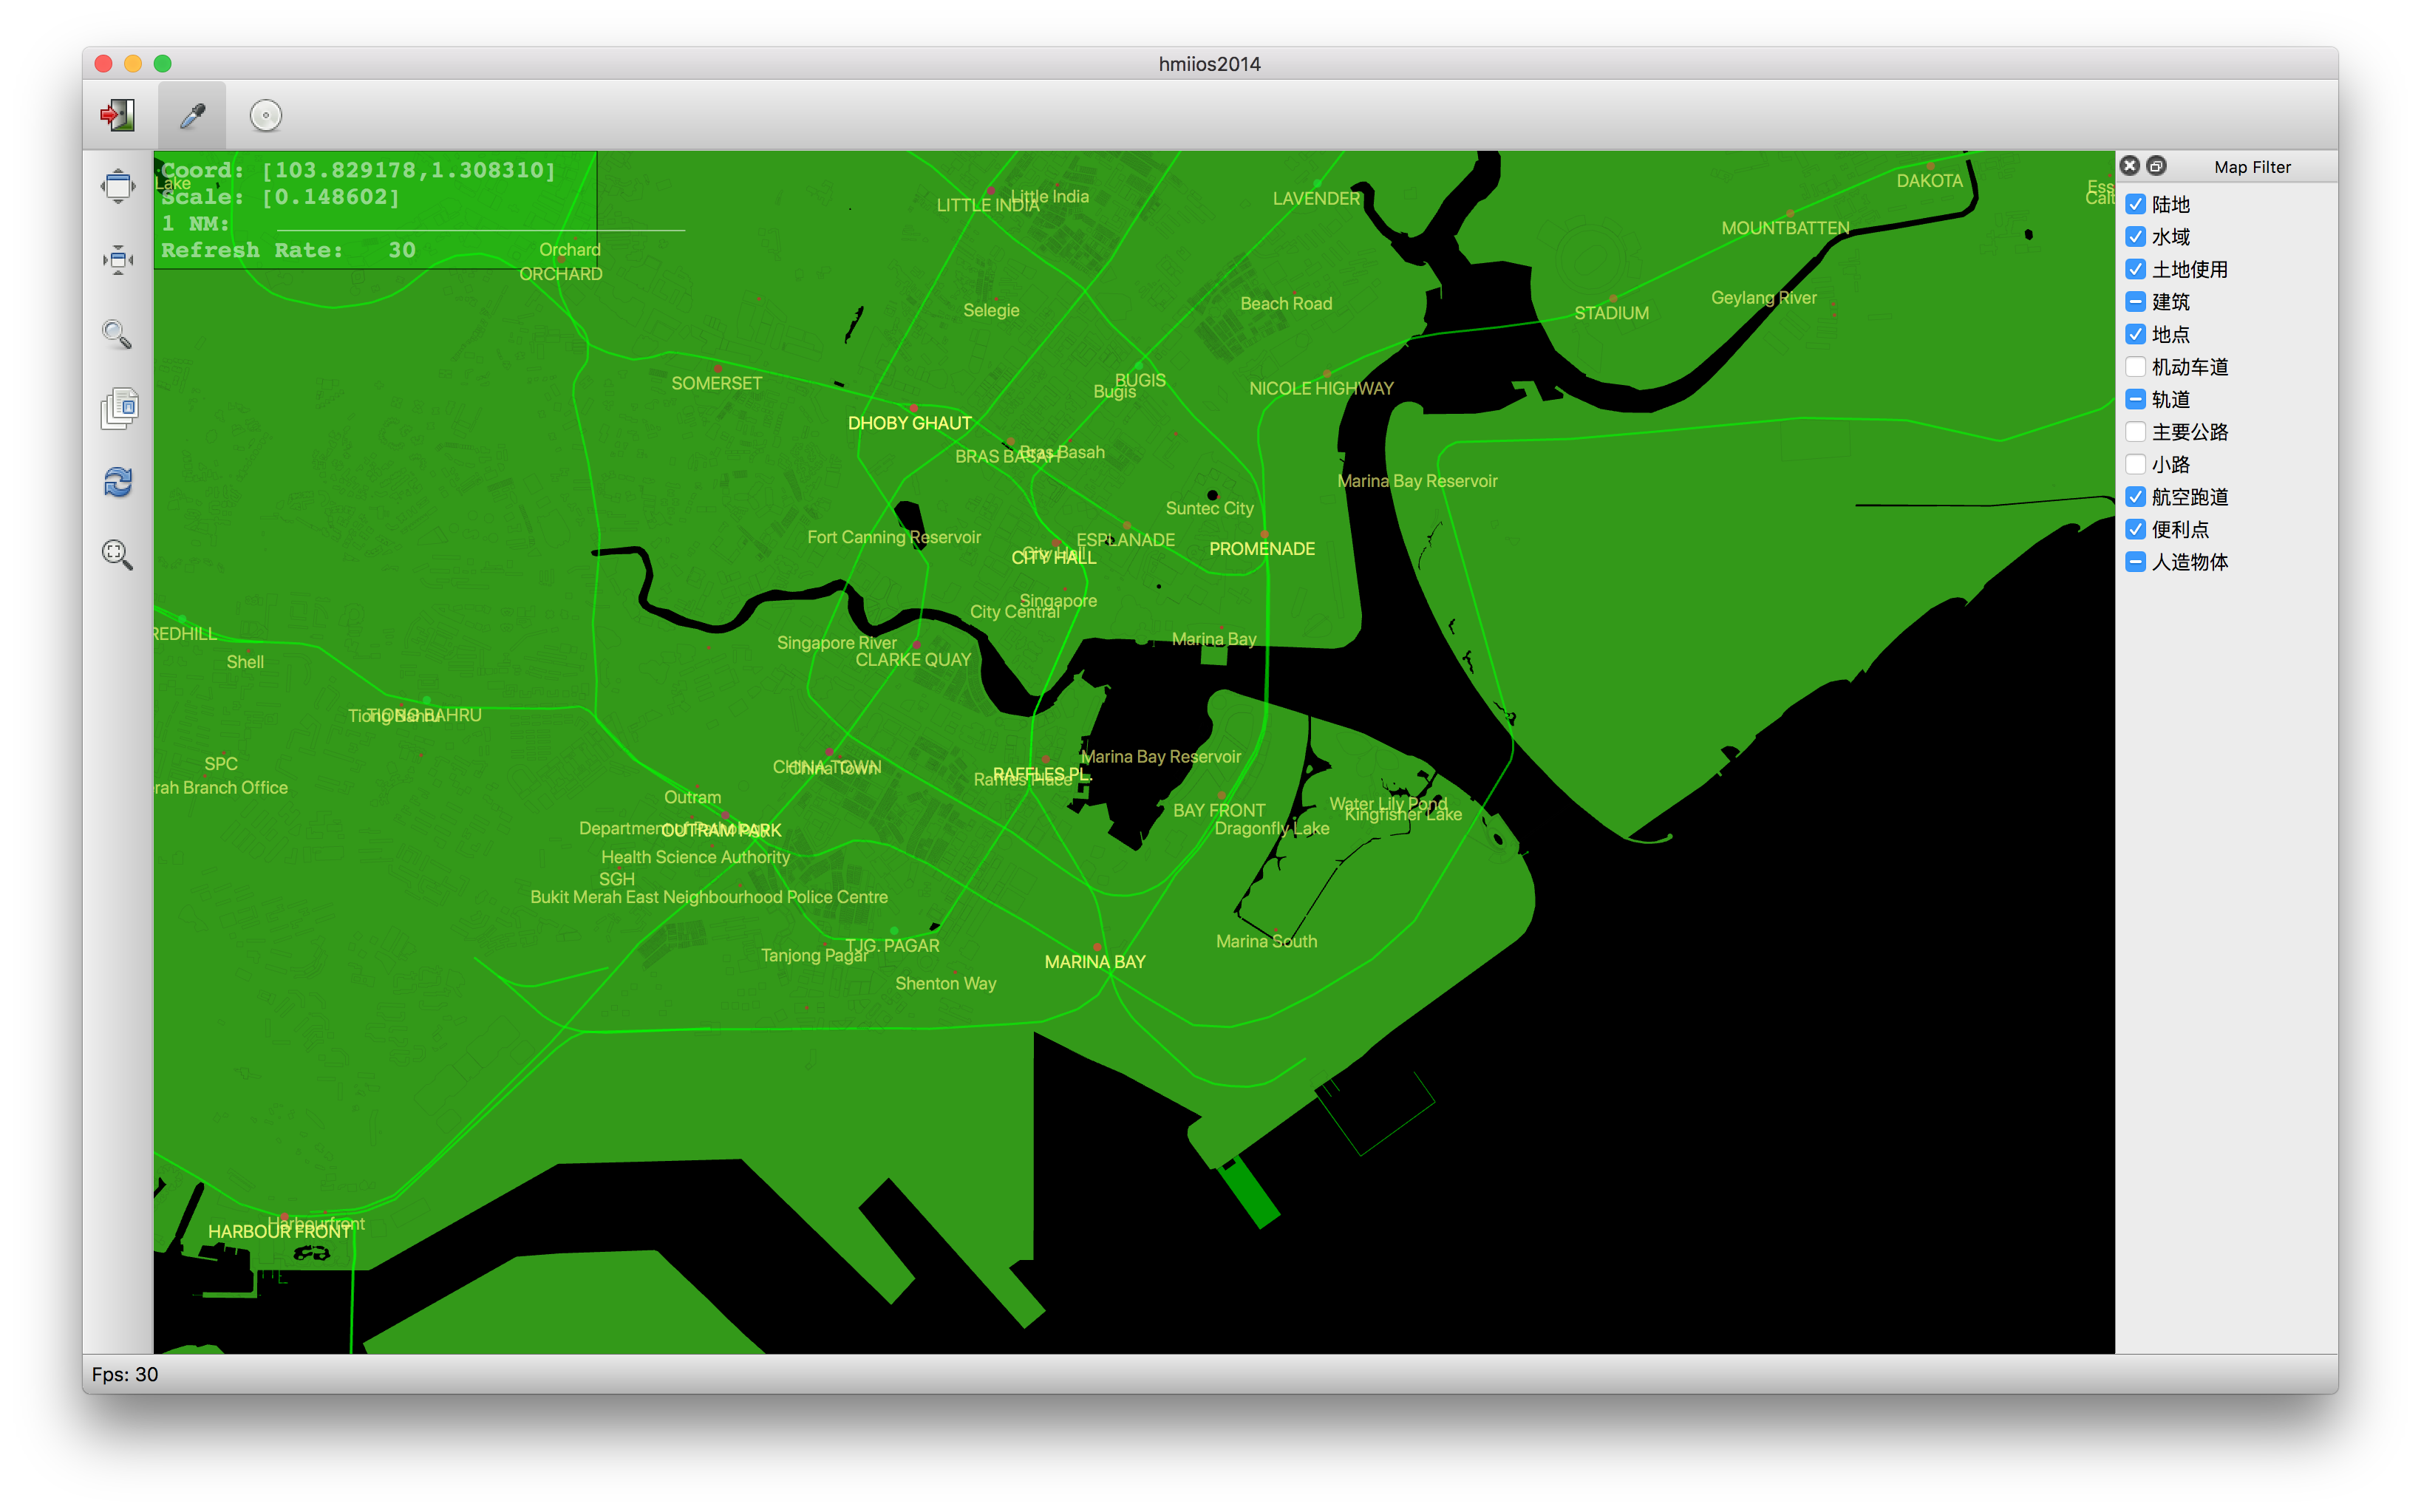 hmiios2014
Coord: [103.829178,1.308310]
Lake
Scale: [0.148602]
1 NM:
Refresh Rate: 30
Orchard
ORCHARD
LITTLE INDIA
Little India
LAVENDER
DAKOTA
MOUNTBATTEN
Ess
Calt
Selegie
Beach Road
Geylang River
STADIUM
SOMERSET
BUGIS
Bugis
NICOLE HIGHWAY
DHOBY GHAUT
BRAS BASAH
Bras Basah
Marina Bay Reservoir
Suntec City
Fort Canning Reservoir
ESPLANADE
City Hall
CITY HALL
PROMENADE
Singapore
City Central
REDHILL
Shell
Singapore River
CLARKE QUAY
Marina Bay
Tiong Bahru
TIONG BAHRU
SPC
rah Branch Office
CHINA TOWN
China Town
RAFFLES PL.
Raffles Place
Marina Bay Reservoir
Outram
BAY FRONT
Water Lily Pond
Kingfisher Lake
Dragonfly Lake
Department of Pathology
OUTRAM PARK
Health Science Authority
SGH
Bukit Merah East Neighbourhood Police Centre
Tanjong Pagar
TJG. PAGAR
Marina South
MARINA BAY
Shenton Way
Harbourfront
HARBOUR FRONT
Map Filter
陆地
水域
土地使用
建筑
地点
机动车道
轨道
主要公路
小路
航空跑道
便利点
人造物体
Fps: 30